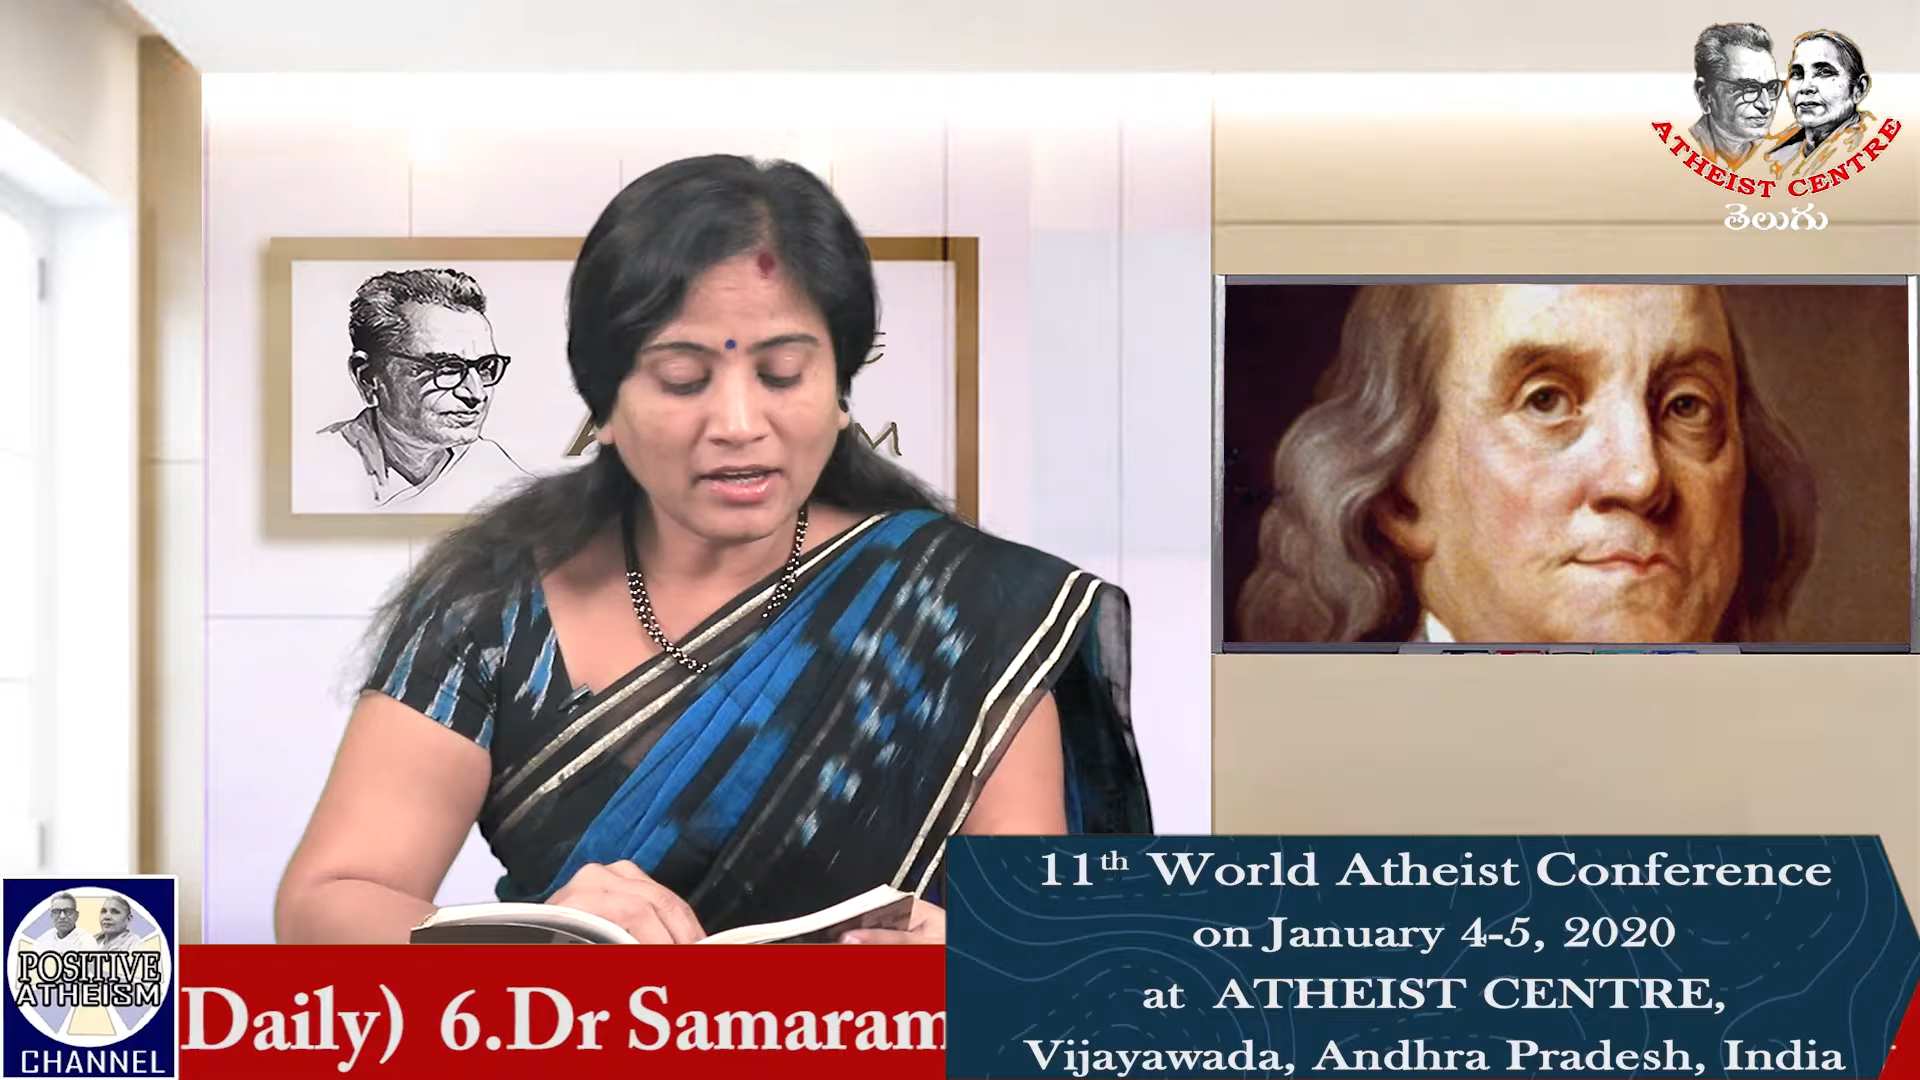 ATHEIST CENTRE
తెలుగు
11th World Atheist Conference
on January 4-5, 2020
at ATHEIST CENTRE,
Vijayawada, Andhra Pradesh, India
Daily) 6.Dr Samaram
POSITIVE
ATHEISM
CHANNEL